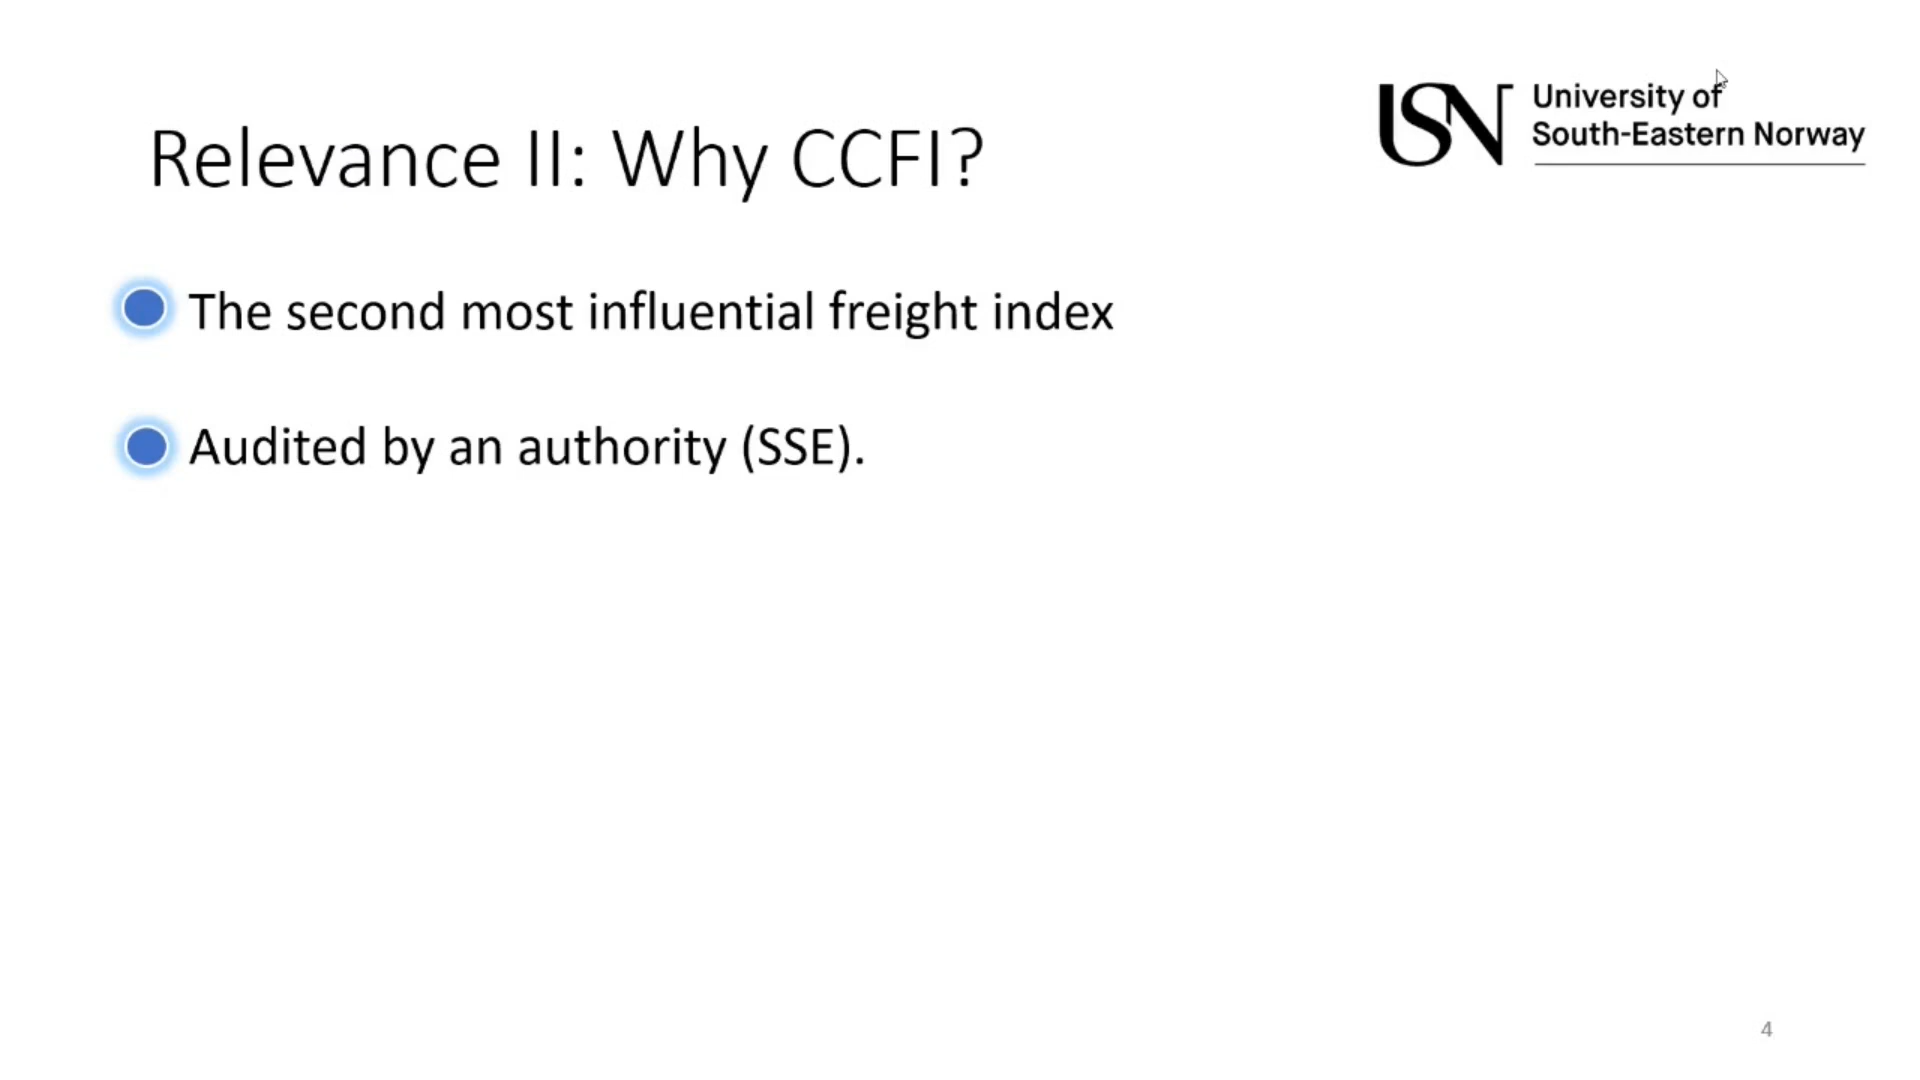 University of
South-Eastern Norway
Relevance II: Why CCFI?
The second most influential freight index
Audited by an authority (SSE).
4